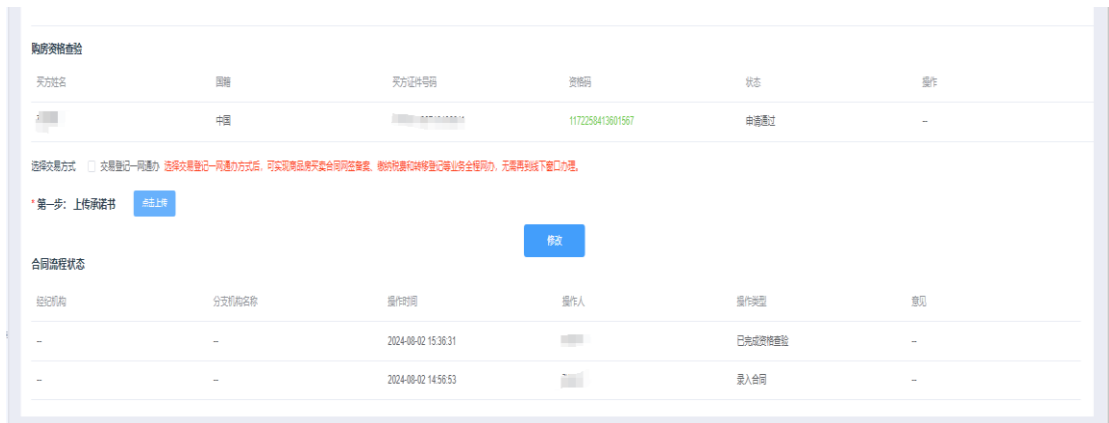 购房资格查验
买方姓名 国籍 买方证件号码 资格码 状态 操作
中国 1172258413601567 申请通过 --
选择交易方式 交易登记一网通办 选择交易登记一网通办方式后，可实现商品房买卖合同网签备案、缴纳税费和转移登记等业务全程网办，无需再到线下窗口办理。
* 第一步：上传承诺书 点击上传
修改
合同流程状态
经纪机构 分支机构名称 操作时间 操作人 操作类型 意见
-- -- 2024-08-02 15:36:31 已完成资格查验 --
-- -- 2024-08-02 14:56:53 录入合同 --